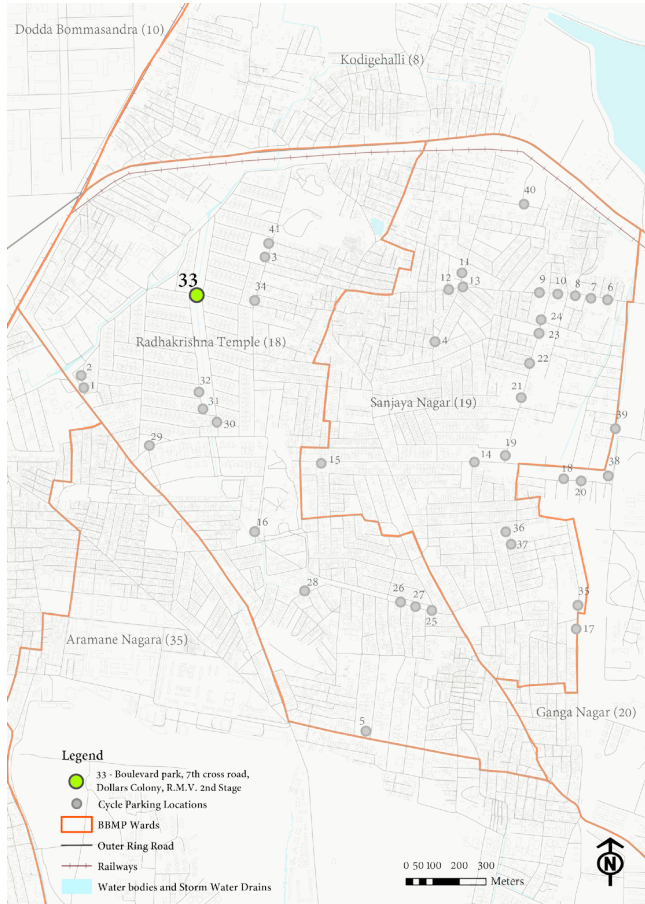 Dodda Bommasandra (10)
Kodigehalli (8)
40
41
3
11
33
12
13
9
10
8
7
6
34
24
23
Radhakrishna Temple (18)
4
22
2
1
32
21
Sanjaya Nagar (19)
31
30
39
29
19
15
14
18
20
38
16
36
37
28
26
27
25
35
17
Aramane Nagara (35)
Ganga Nagar (20)
5
Legend
33 - Boulevard park, 7th cross road,
Dollars Colony, R.M.V. 2nd Stage
Cycle Parking Locations
BBMP Wards
Outer Ring Road
Railways
Water bodies and Storm Water Drains
0 50 100 200 300
Meters
N